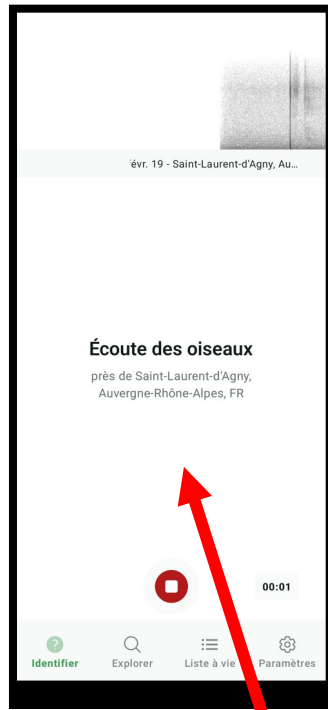 évr. 19 - Saint-Laurent-d'Agny, Au...
Écoute des oiseaux
près de Saint-Laurent-d'Agny,
Auvergne-Rhône-Alpes, FR
00:01
Identifier Explorer Liste à vie Paramètres